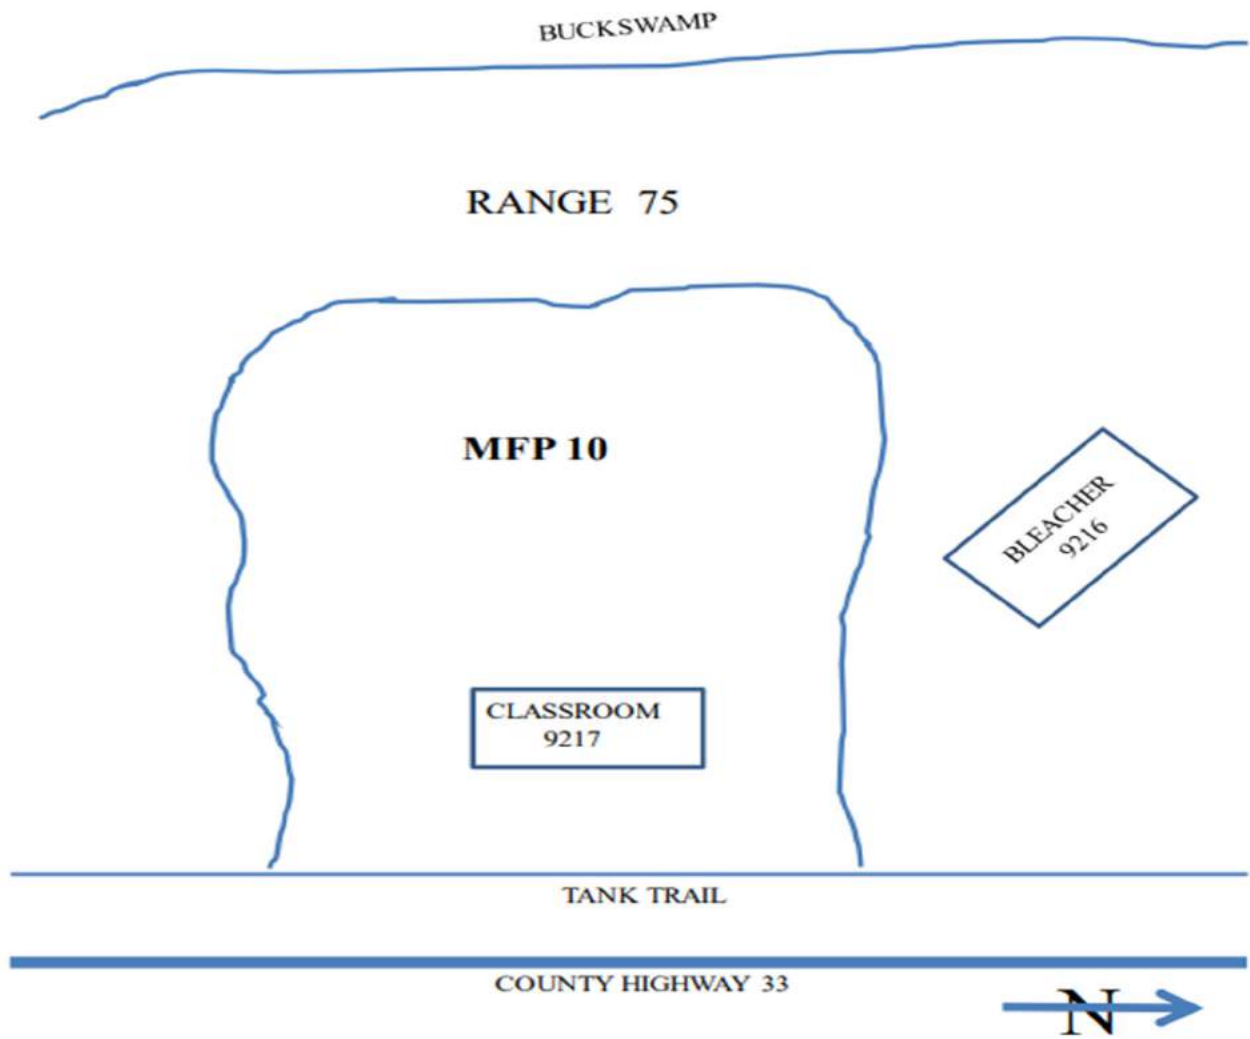 BUCKSWAMP
RANGE 75
MFP 10
BLEACHER
9216
CLASSROOM
9217
TANK TRAIL
COUNTY HIGHWAY 33
N